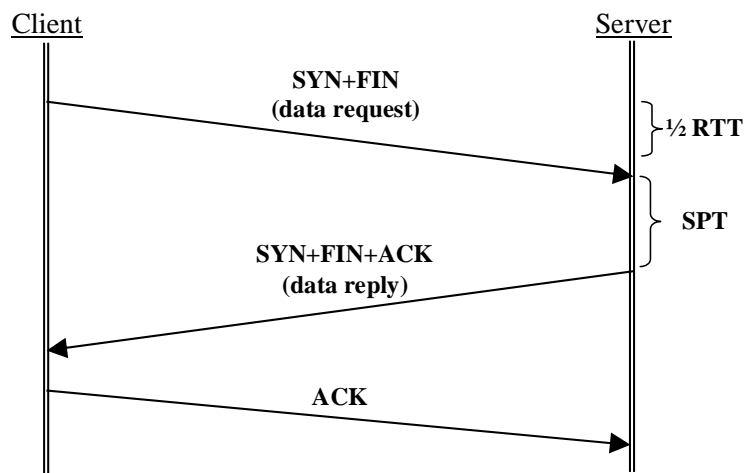 Client Server
SYN+FIN
(data request)
½ RTT
SPT
SYN+FIN+ACK
(data reply)
ACK